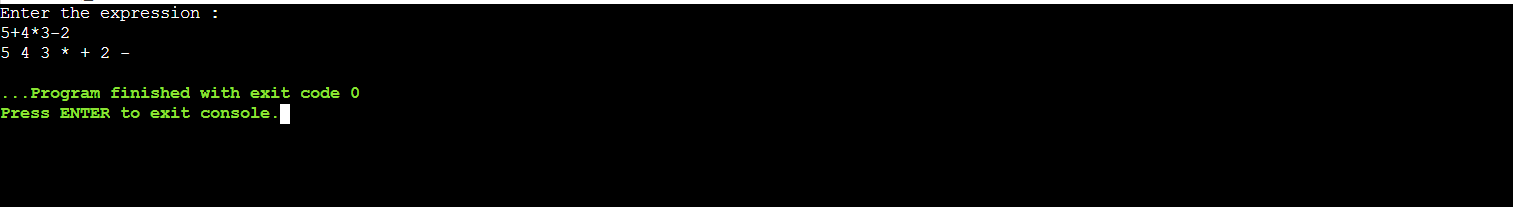 Enter the expression :
5+4*3-2
5 4 3 * + 2 -
...Program finished with exit code 0
Press ENTER to exit console.